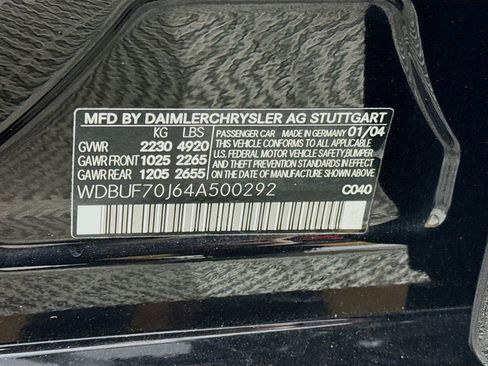 MFD BY DAIMLERCHRYSLER AG STUTTGART
KG LBS
GVWR 2230 4920
GAWR FRONT 1025 2265
GAWR REAR 1205 2655
PASSENGER CAR MADE IN GERMANY 01/04
THIS VEHICLE CONFORMS TO ALL APPLICABLE
U.S. FEDERAL MOTOR VEHICLE SAFETY, BUMPER,
AND THEFT PREVENTION STANDARDS IN EFFECT
ON THE DATE OF MANUFACTURE SHOWN ABOVE
WDBUF70J64A500292 C040